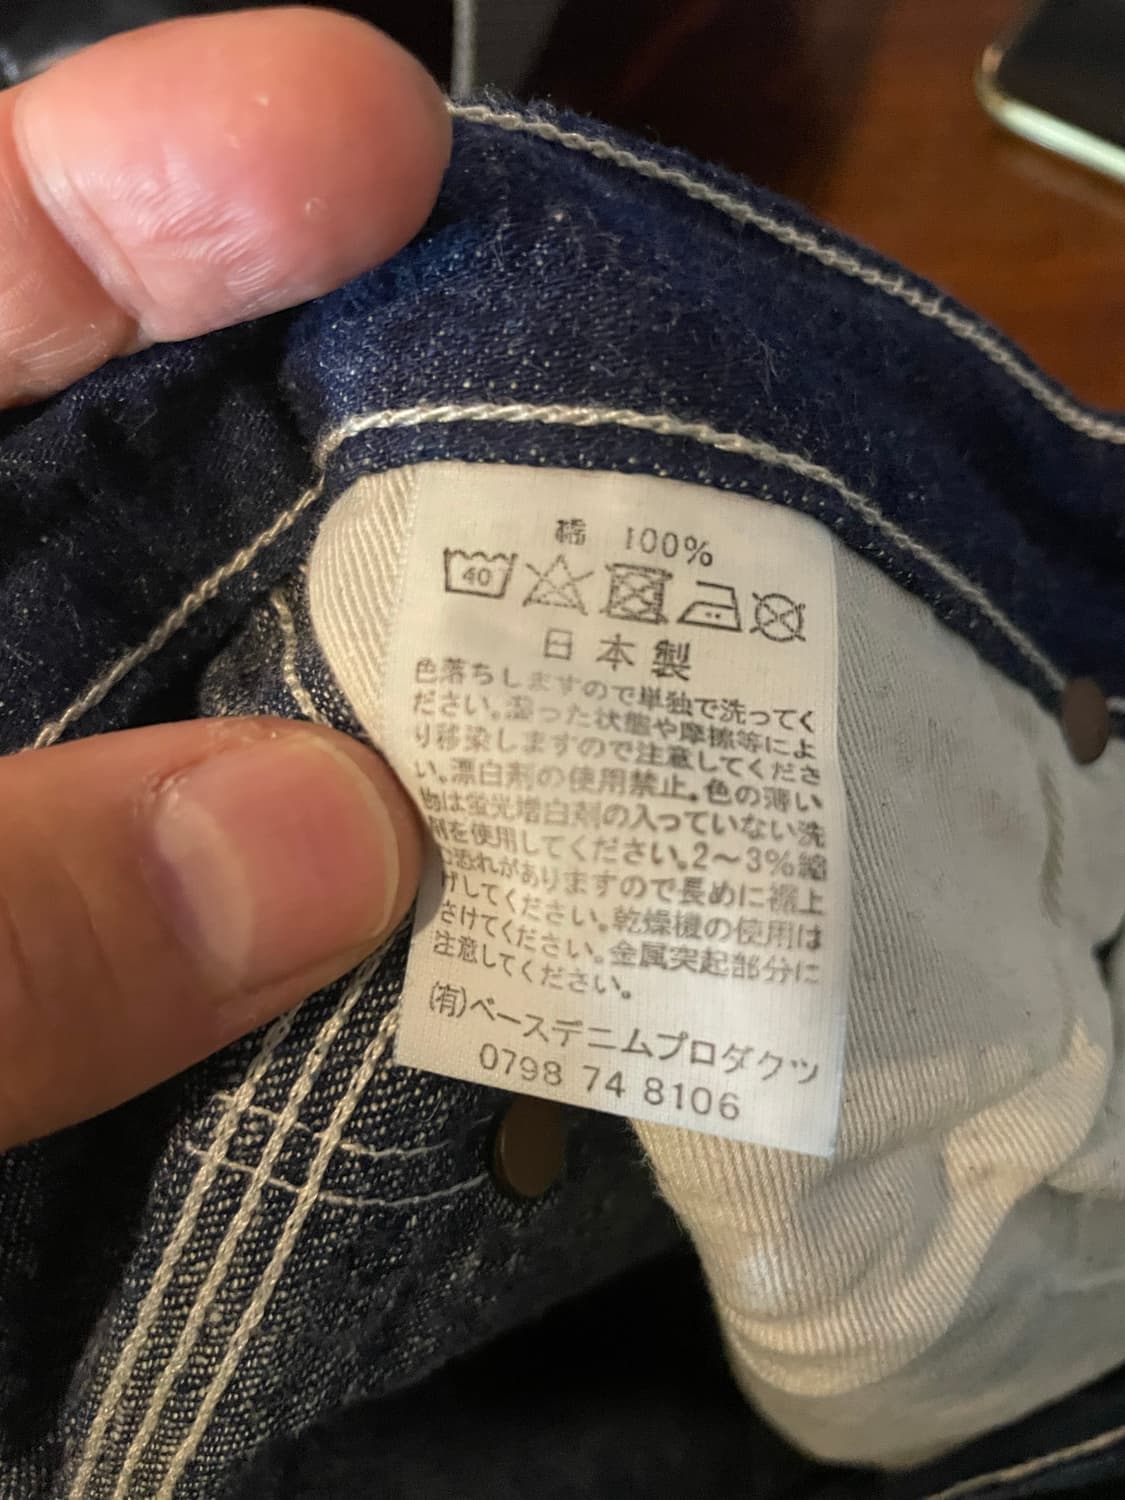 綿 100%
40
日本製
色落ちしますので単独で洗ってく
ださい。湿った状態や摩擦等によ
り移染しますので注意してくださ
い。漂白剤の使用禁止。色の薄い
物は蛍光増白剤の入っていない洗
剤を使用してください。2〜3%縮
む恐れがありますので長めに裾上
げしてください。乾燥機の使用は
さけてください。金属突起部分に
注意してください。
(有)ベースデニムプロダクツ
0798 74 8106